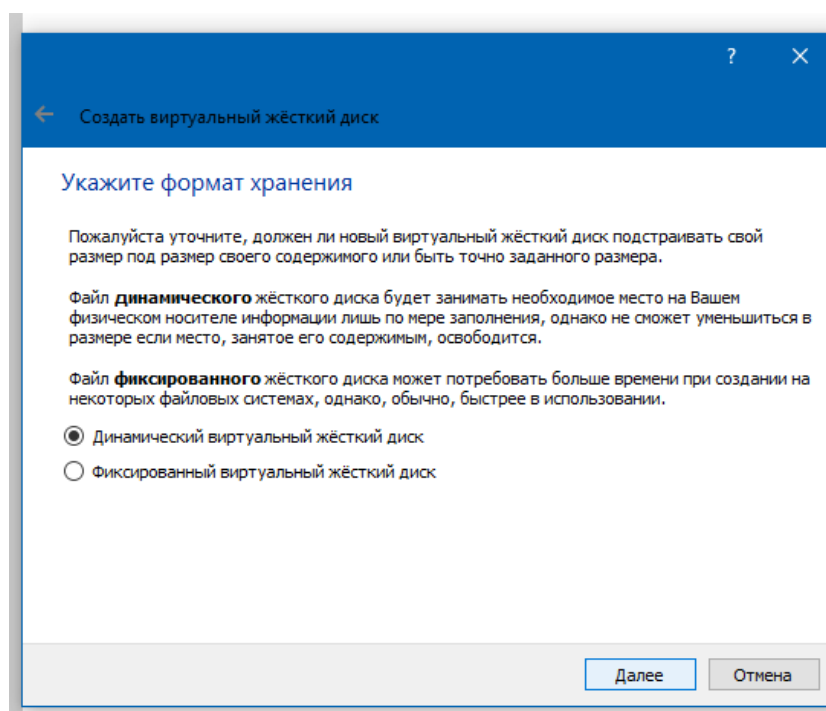 ?
Создать виртуальный жёсткий диск
Укажите формат хранения
Пожалуйста уточните, должен ли новый виртуальный жёсткий диск подстраивать свой
размер под размер своего содержимого или быть точно заданного размера.
Файл динамического жёсткого диска будет занимать необходимое место на Вашем
физическом носителе информации лишь по мере заполнения, однако не сможет уменьшиться в
размере если место, занятое его содержимым, освободится.
Файл фиксированного жёсткого диска может потребовать больше времени при создании на
некоторых файловых системах, однако, обычно, быстрее в использовании.
Динамический виртуальный жёсткий диск
Фиксированный виртуальный жёсткий диск
Далее
Отмена